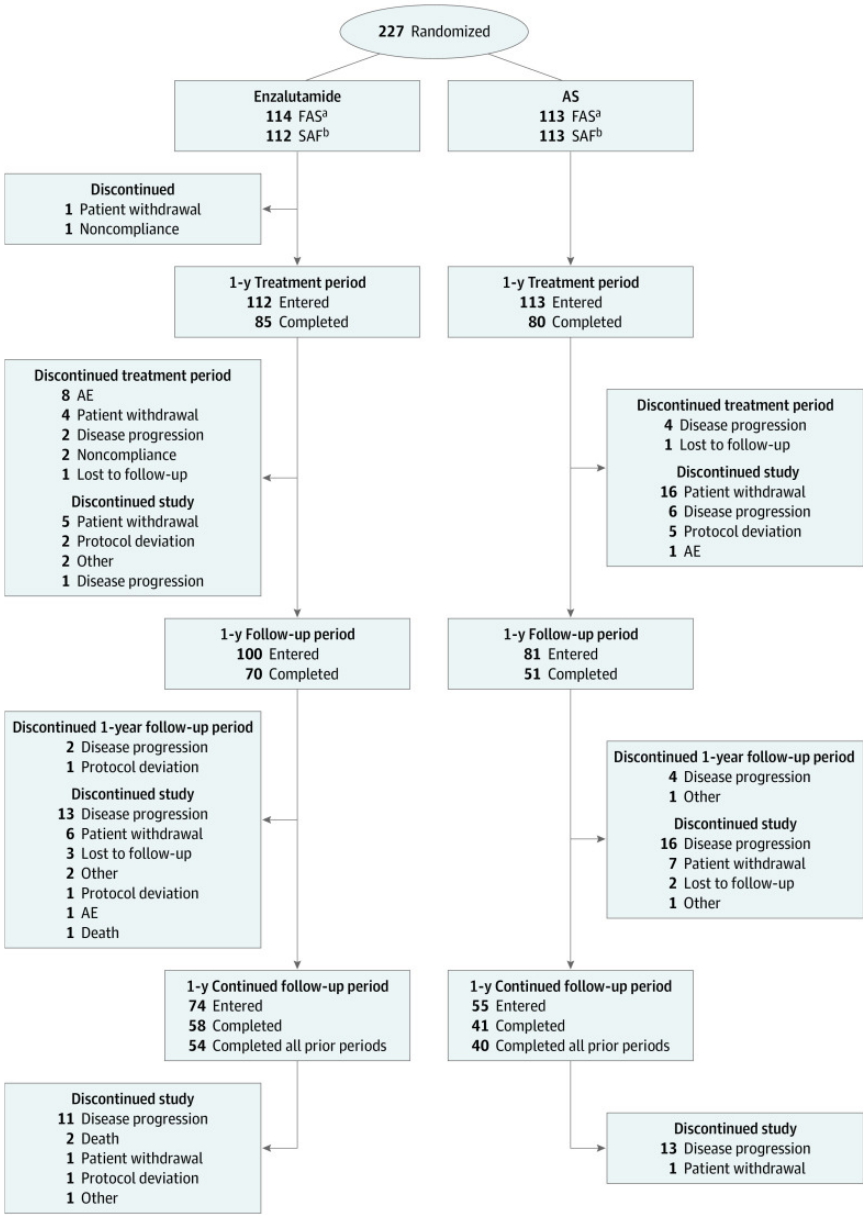 227 Randomized
Enzalutamide
114 FASa
112 SAFb
AS
113 FASa
113 SAFb
Discontinued
1 Patient withdrawal
1 Noncompliance
1-y Treatment period
112 Entered
85 Completed
1-y Treatment period
113 Entered
80 Completed
Discontinued treatment period
8 AE
4 Patient withdrawal
2 Disease progression
2 Noncompliance
1 Lost to follow-up
Discontinued study
5 Patient withdrawal
2 Protocol deviation
2 Other
1 Disease progression
Discontinued treatment period
4 Disease progression
1 Lost to follow-up
Discontinued study
16 Patient withdrawal
6 Disease progression
5 Protocol deviation
1 AE
1-y Follow-up period
100 Entered
70 Completed
1-y Follow-up period
81 Entered
51 Completed
Discontinued 1-year follow-up period
2 Disease progression
1 Protocol deviation
Discontinued study
13 Disease progression
6 Patient withdrawal
3 Lost to follow-up
2 Other
1 Protocol deviation
1 AE
1 Death
Discontinued 1-year follow-up period
4 Disease progression
1 Other
Discontinued study
16 Disease progression
7 Patient withdrawal
2 Lost to follow-up
1 Other
1-y Continued follow-up period
74 Entered
58 Completed
54 Completed all prior periods
1-y Continued follow-up period
55 Entered
41 Completed
40 Completed all prior periods
Discontinued study
11 Disease progression
2 Death
1 Patient withdrawal
1 Protocol deviation
1 Other
Discontinued study
13 Disease progression
1 Patient withdrawal